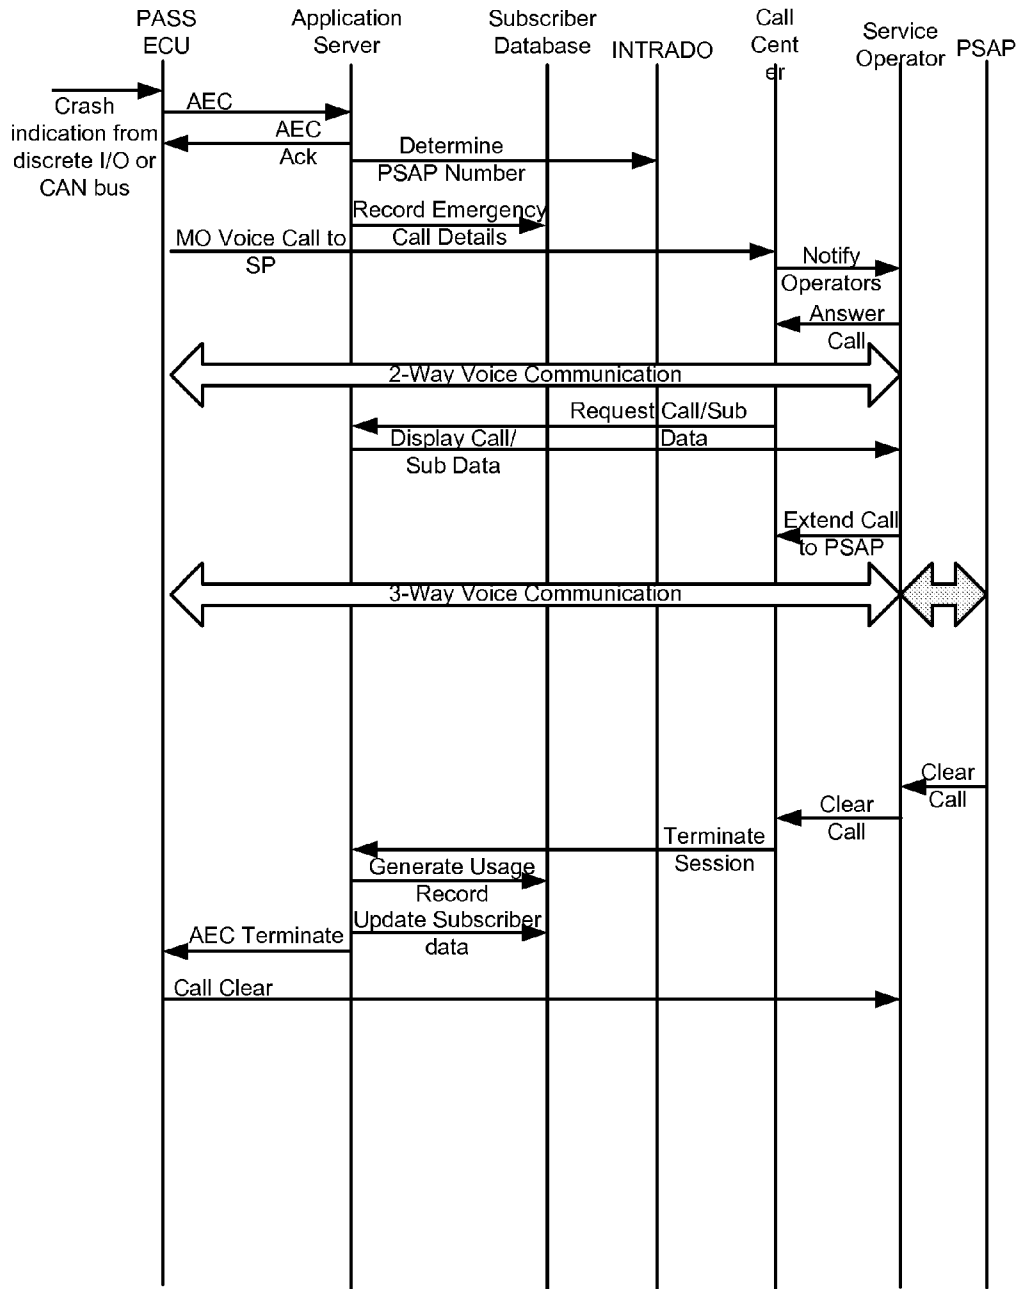 PASS
ECU
Application
Server
Subscriber
Database
INTRADO
Call
Cent
er
Service
Operator
PSAP
Crash
indication from
discrete I/O or
CAN bus
AEC
AEC
Ack
Determine
PSAP Number
Record Emergency
Call Details
MO Voice Call to
SP
Notify
Operators
Answer
Call
2-Way Voice Communication
Request Call/Sub
Data
Display Call/
Sub Data
Extend Call
to PSAP
3-Way Voice Communication
Clear
Call
Clear
Call
Terminate
Session
Generate Usage
Record
Update Subscriber
data
AEC Terminate
Call Clear